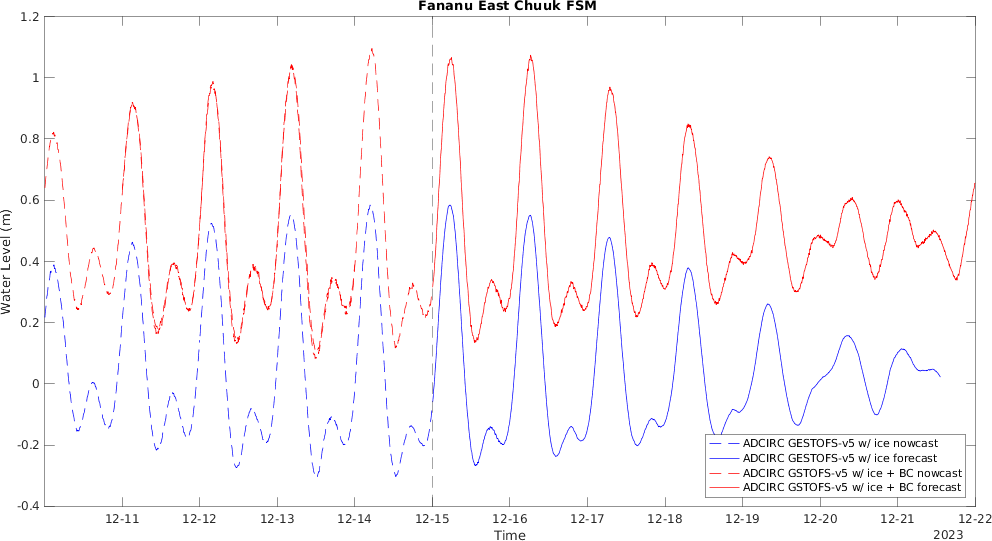 Fananu East Chuuk FSM
1.2
1
0.8
0.6
0.4
0.2
0
-0.2
-0.4
Water Level (m)
ADCIRC GESTOFS-v5 w/ ice nowcast
ADCIRC GESTOFS-v5 w/ ice forecast
ADCIRC GSTOFS-v5 w/ ice + BC nowcast
ADCIRC GSTOFS-v5 w/ ice + BC forecast
12-11 12-12 12-13 12-14 12-15 12-16 12-17 12-18 12-19 12-20 12-21 12-22
Time
2023